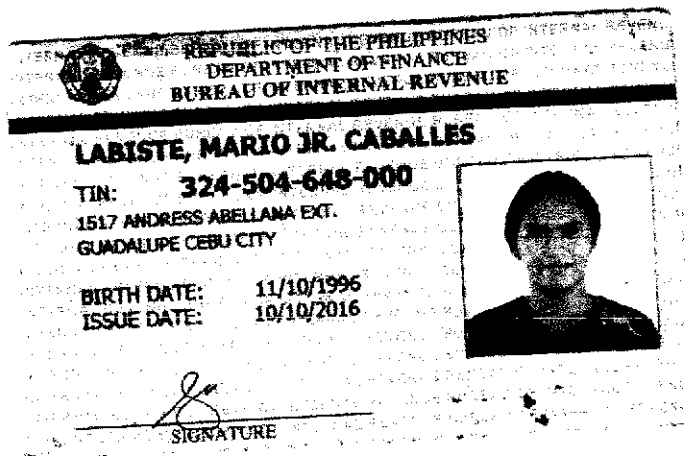 REPUBLIC OF THE PHILIPPINES
DEPARTMENT OF FINANCE
BUREAU OF INTERNAL REVENUE
LABISTE, MARIO JR. CABALLES
TIN: 324-504-648-000
1517 ANDRESS ABELLANA EXT.
GUADALUPE CEBU CITY
BIRTH DATE: 11/10/1996
ISSUE DATE: 10/10/2016
SIGNATURE